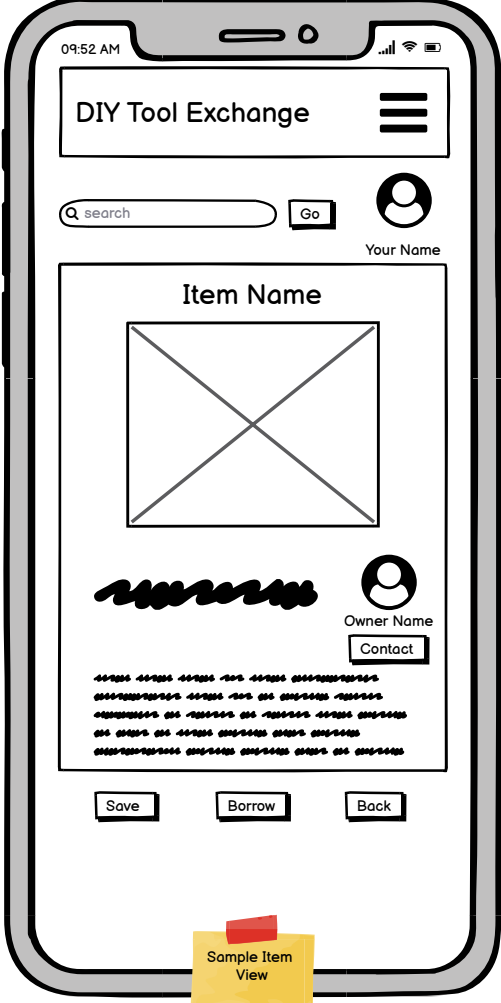 09:52 AM
DIY Tool Exchange
search
Go
Your Name
Item Name
Owner Name
Contact
Save
Borrow
Back
Sample Item
View